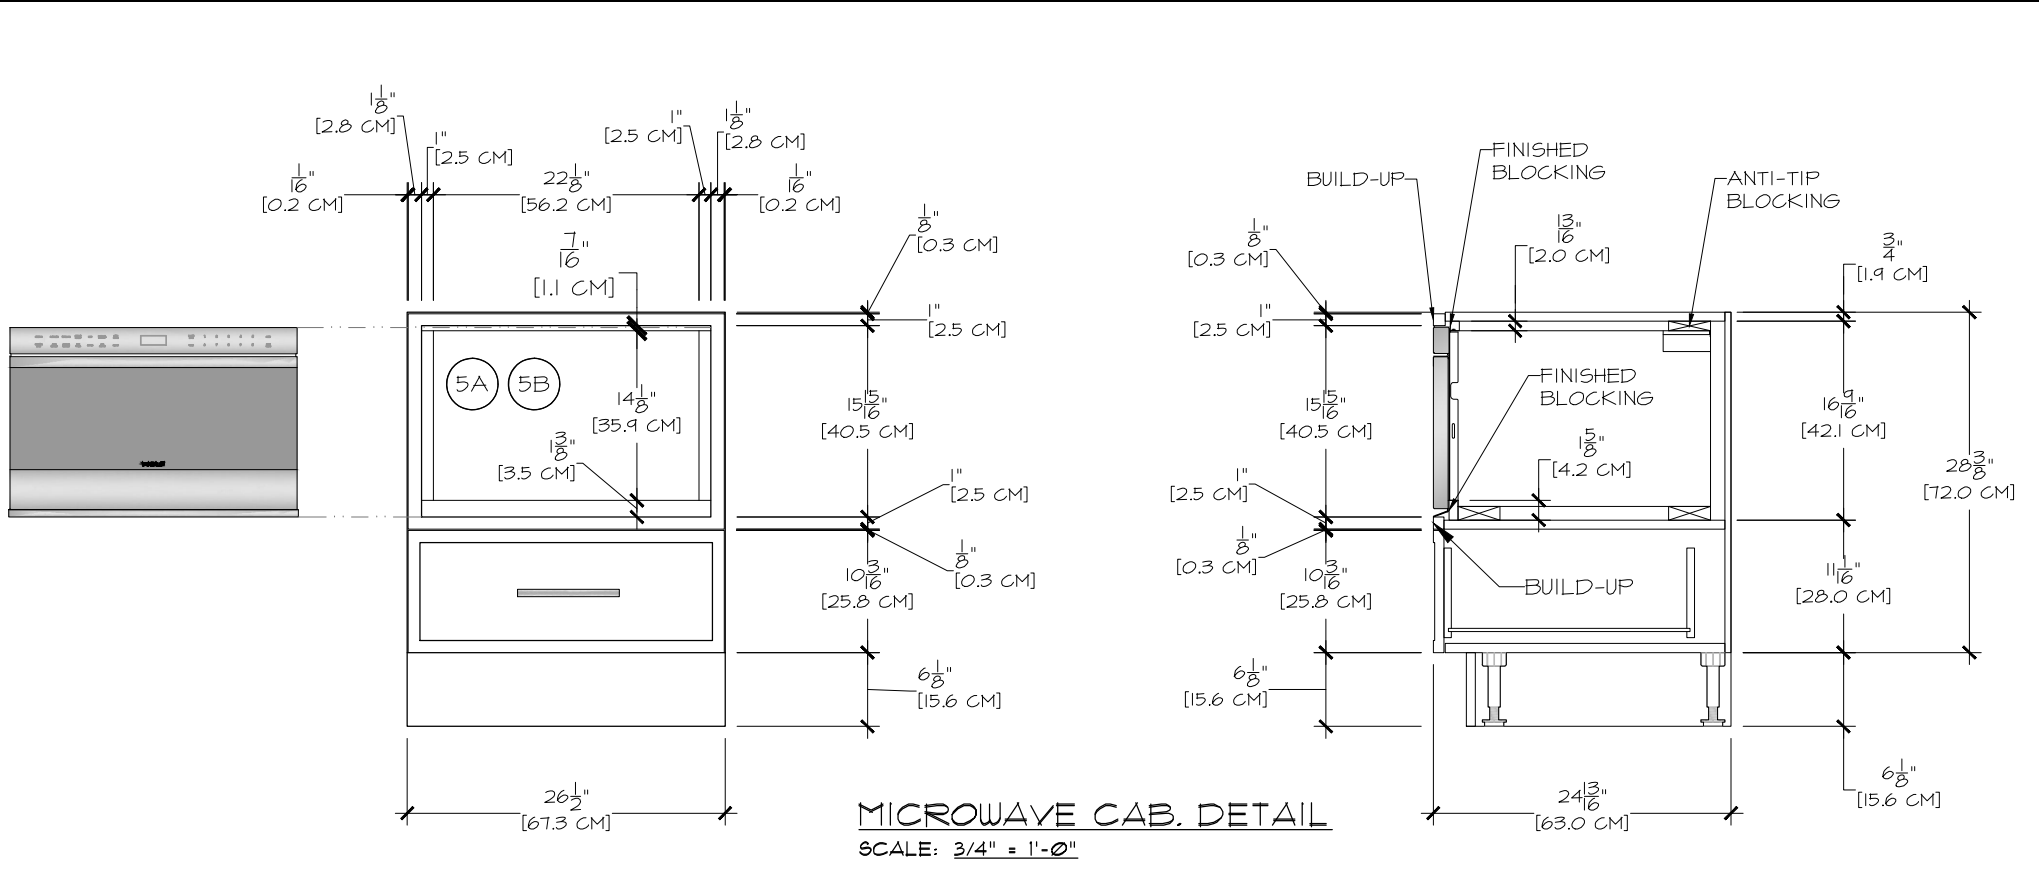 1 1/8"
[2.8 CM]
1"
[2.5 CM]
1/16"
[0.2 CM]
22 1/8"
[56.2 CM]
1"
[2.5 CM]
1 1/8"
[2.8 CM]
1/16"
[0.2 CM]
7/16"
[1.1 CM]
1/8"
[0.3 CM]
1"
[2.5 CM]
5A
5B
14 1/8"
[35.9 CM]
1 3/8"
[3.5 CM]
15 15/16"
[40.5 CM]
1"
[2.5 CM]
1/8"
[0.3 CM]
10 3/16"
[25.8 CM]
6 1/8"
[15.6 CM]
26 1/2"
[67.3 CM]
FINISHED
BLOCKING
BUILD-UP
ANTI-TIP
BLOCKING
1/8"
[0.3 CM]
13/16"
[2.0 CM]
3/4"
[1.9 CM]
1"
[2.5 CM]
FINISHED
BLOCKING
15 15/16"
[40.5 CM]
1 5/8"
[4.2 CM]
16 9/16"
[42.1 CM]
28 3/8"
[72.0 CM]
1"
[2.5 CM]
1/8"
[0.3 CM]
10 3/16"
[25.8 CM]
BUILD-UP
11 1/16"
[28.0 CM]
6 1/8"
[15.6 CM]
6 1/8"
[15.6 CM]
24 13/16"
[63.0 CM]
MICROWAVE CAB. DETAIL
SCALE: 3/4" = 1'-0"